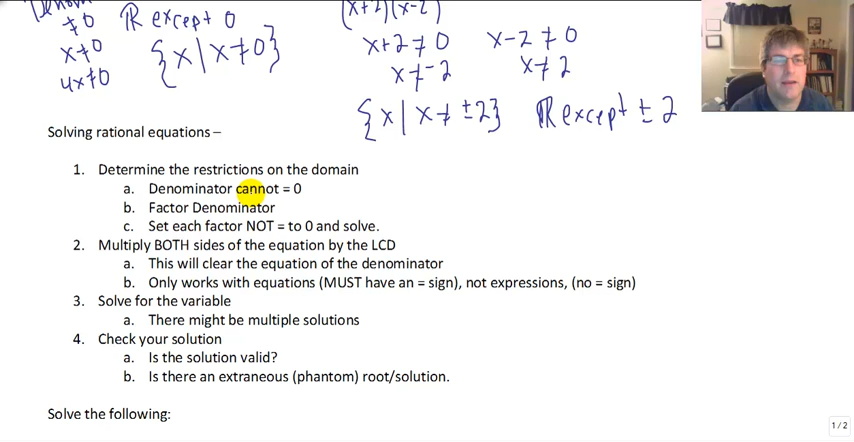 ≠0 ℝ except 0 (x+2)(x-2)
x≠0 {x | x≠0} x+2≠0 x-2≠0
4x≠0 x≠-2 x≠2
{x | x≠±2} ℝ except ±2
Solving rational equations –
1. Determine the restrictions on the domain
a. Denominator cannot = 0
b. Factor Denominator
c. Set each factor NOT = to 0 and solve.
2. Multiply BOTH sides of the equation by the LCD
a. This will clear the equation of the denominator
b. Only works with equations (MUST have an = sign), not expressions, (no = sign)
3. Solve for the variable
a. There might be multiple solutions
4. Check your solution
a. Is the solution valid?
b. Is there an extraneous (phantom) root/solution.
Solve the following:
1 / 2